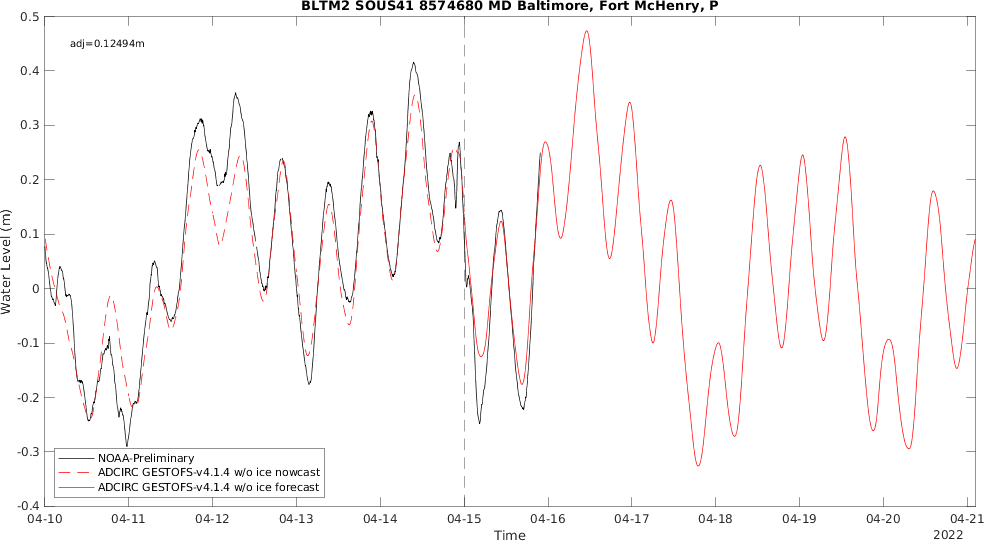 BLTM2 SOUS41 8574680 MD Baltimore, Fort McHenry, P
adj=0.12494m
0.5
0.4
0.3
0.2
0.1
0
-0.1
-0.2
-0.3
-0.4
Water Level (m)
NOAA-Preliminary
ADCIRC GESTOFS-v4.1.4 w/o ice nowcast
ADCIRC GESTOFS-v4.1.4 w/o ice forecast
04-10 04-11 04-12 04-13 04-14 04-15 04-16 04-17 04-18 04-19 04-20 04-21
Time
2022